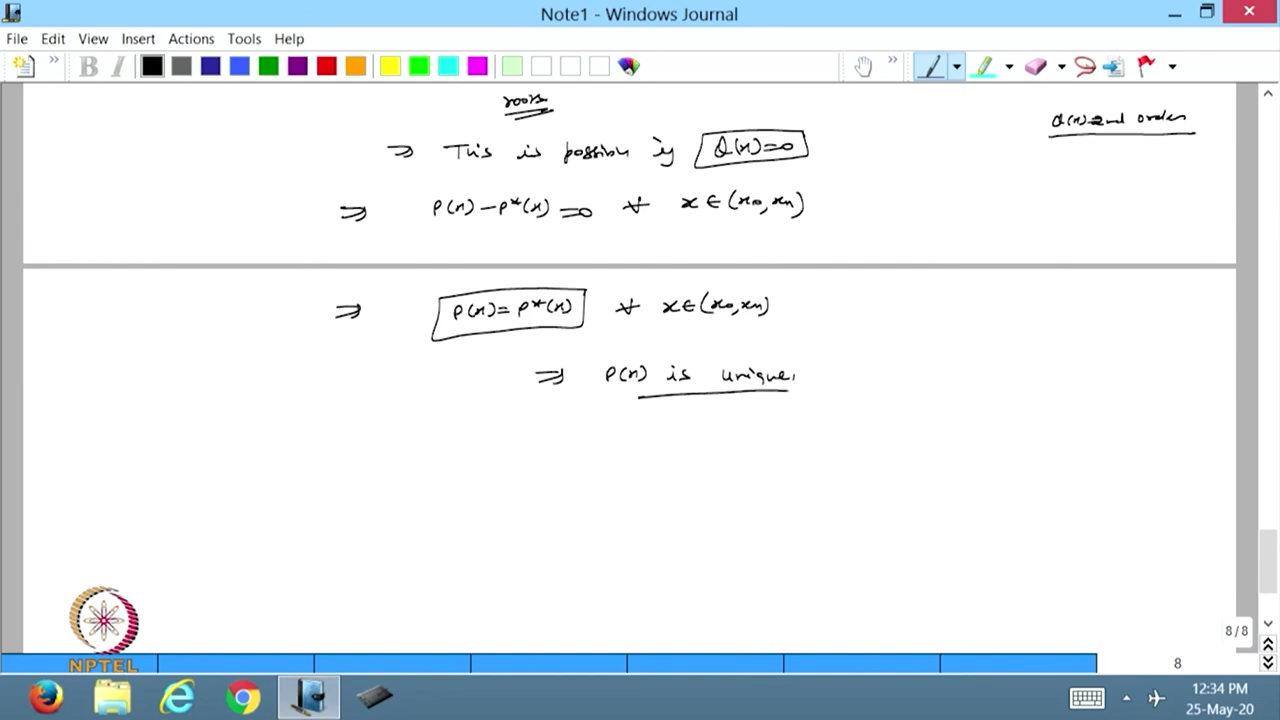 Note1 - Windows Journal
File Edit View Insert Actions Tools Help
roots
Q(x) 2nd order
⇒ This is possible if Q(x)=0
⇒ P(x) - P*(x) = 0 ∀ x ∈ (x0, xn)
⇒ P(x) = P*(x) ∀ x ∈ (x0, xn)
⇒ P(x) is unique.
8 / 8
NPTEL
8
12:34 PM
25-May-20